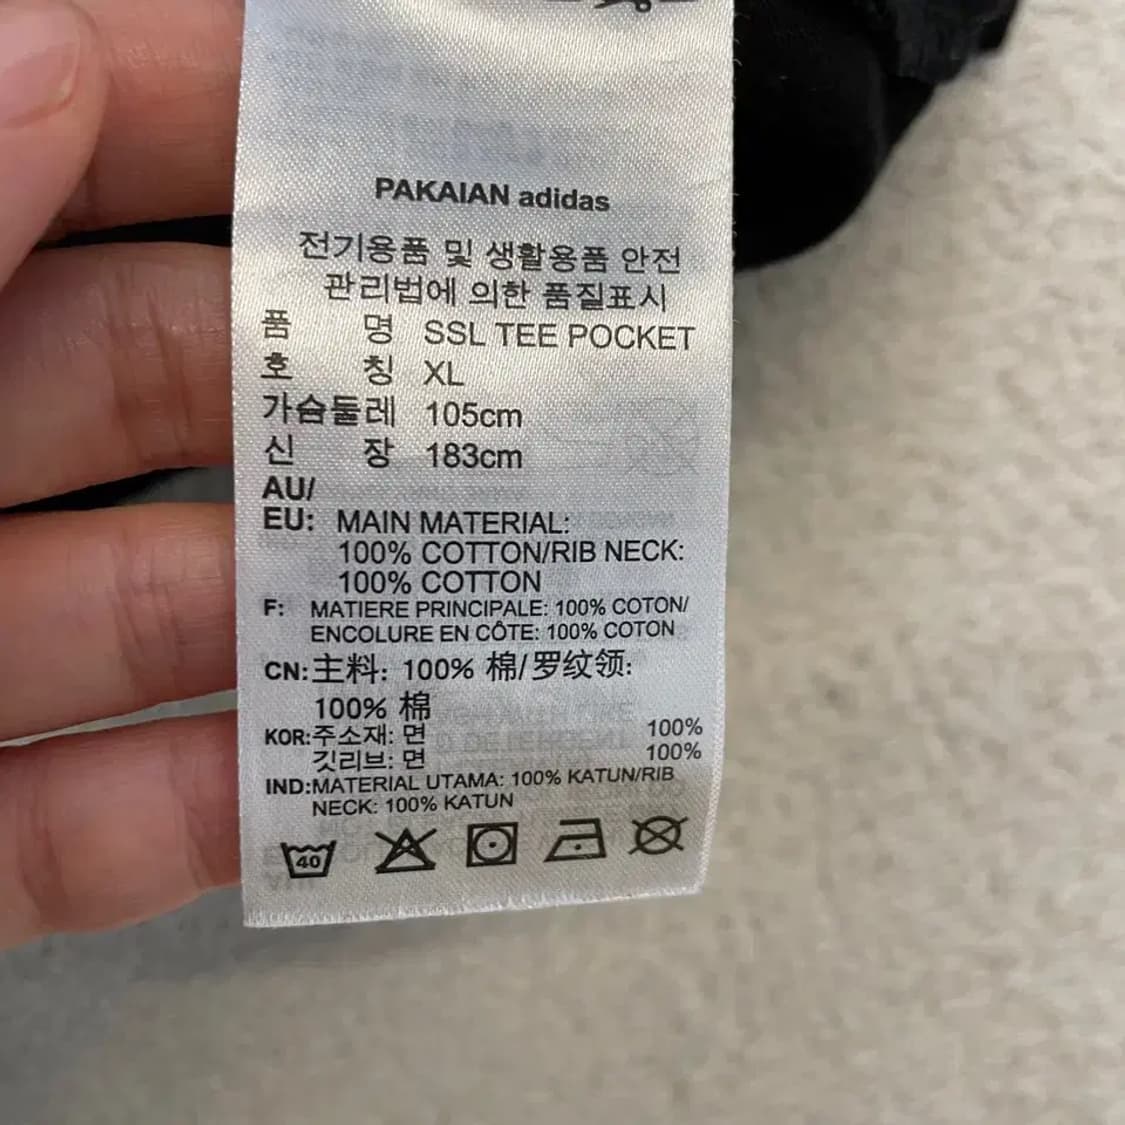 PAKAIAN adidas
전기용품 및 생활용품 안전
관리법에 의한 품질표시
품 명 SSL TEE POCKET
호 칭 XL
가슴둘레 105cm
신 장 183cm
AU/
EU: MAIN MATERIAL:
100% COTTON/RIB NECK:
100% COTTON
F: MATIERE PRINCIPALE: 100% COTON/
ENCOLURE EN CÔTE: 100% COTON
CN:主料: 100% 棉/罗纹领:
100% 棉
KOR:주소재: 면 100%
깃리브: 면 100%
IND:MATERIAL UTAMA: 100% KATUN/RIB
NECK: 100% KATUN
40